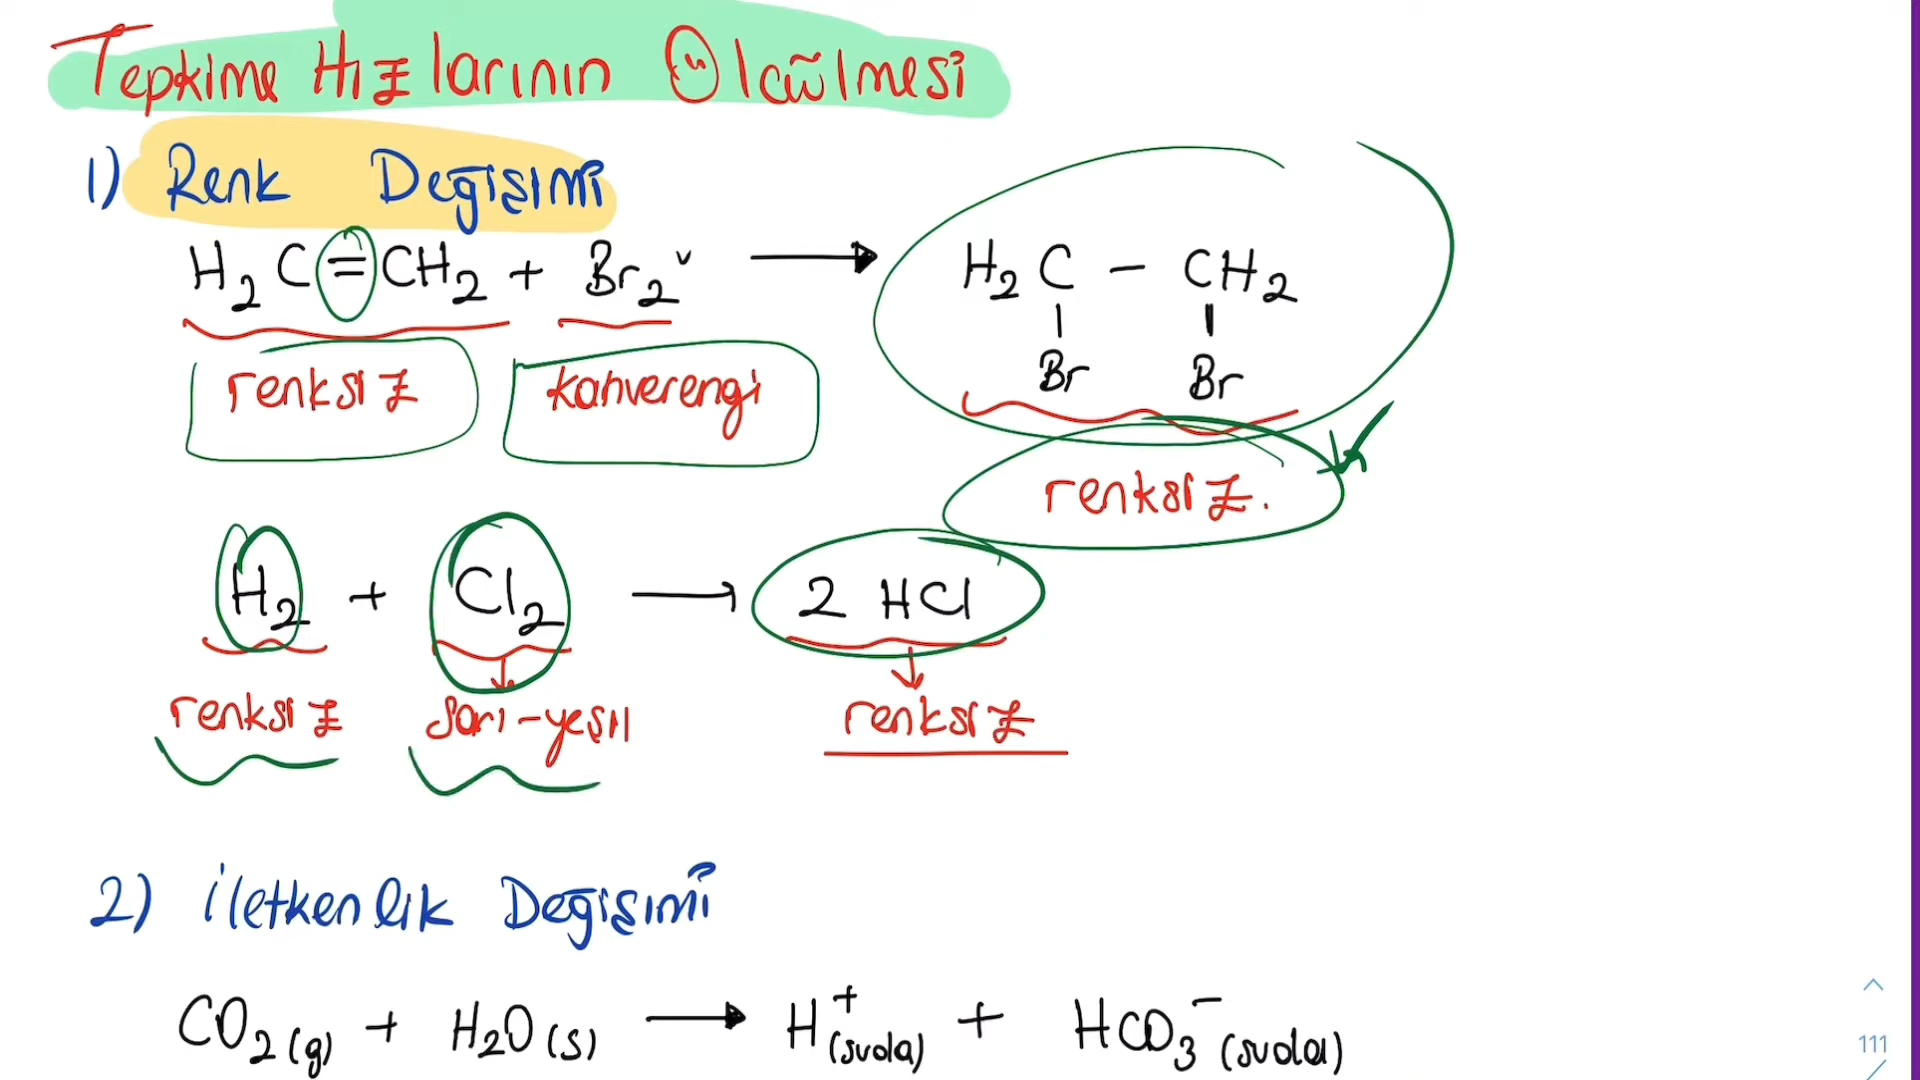 Tepkime Hızlarının Ölçülmesi
1) Renk Değişimi
H2C=CH2 + Br2 → H2C - CH2
Br Br
renksiz kahverengi
renksiz.
H2 + Cl2 → 2 HCl
renksiz sarı-yeşil renksiz
2) İletkenlik Değişimi
CO2(g) + H2O(s) → H+(suda) + HCO3-(suda)
111